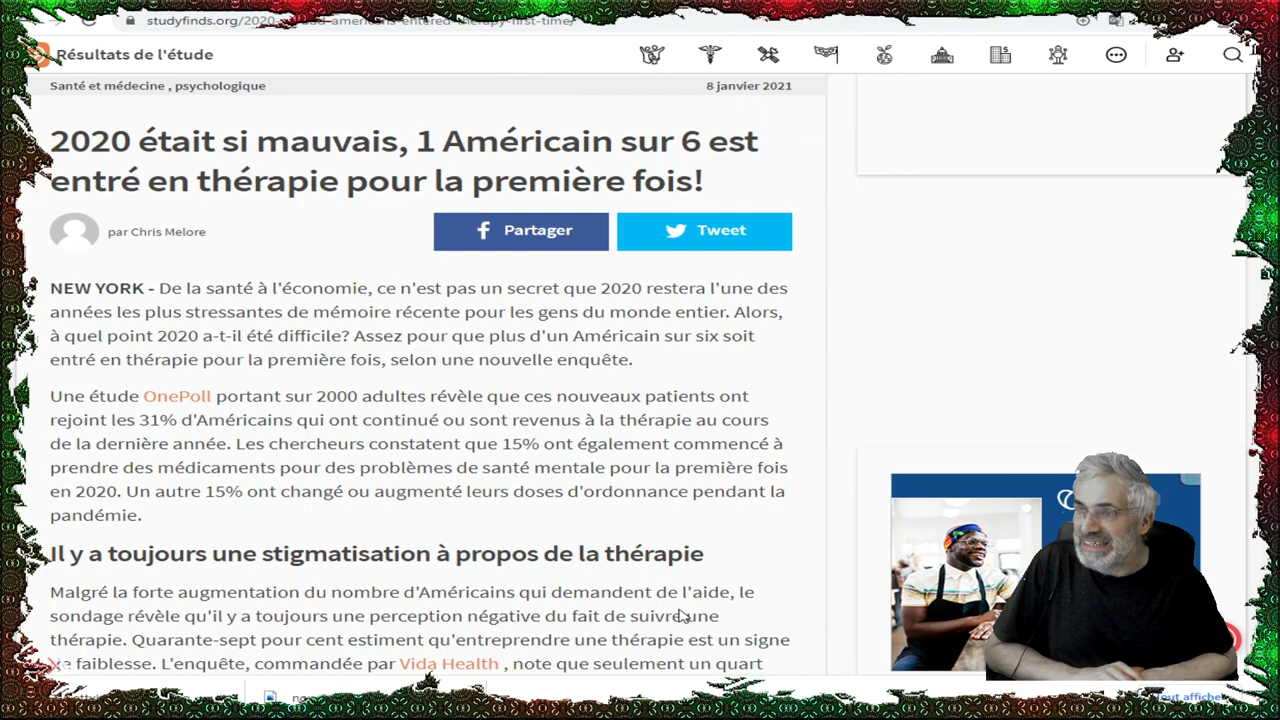 studyfinds.org/2020-
Résultats de l'étude
Santé et médecine , psychologique
8 janvier 2021
2020 était si mauvais, 1 Américain sur 6 est
entré en thérapie pour la première fois!
par Chris Melore
Partager
Tweet
NEW YORK - De la santé à l'économie, ce n'est pas un secret que 2020 restera l'une des
années les plus stressantes de mémoire récente pour les gens du monde entier. Alors,
à quel point 2020 a-t-il été difficile? Assez pour que plus d'un Américain sur six soit
entré en thérapie pour la première fois, selon une nouvelle enquête.
Une étude OnePoll portant sur 2000 adultes révèle que ces nouveaux patients ont
rejoint les 31% d'Américains qui ont continué ou sont revenus à la thérapie au cours
de la dernière année. Les chercheurs constatent que 15% ont également commencé à
prendre des médicaments pour des problèmes de santé mentale pour la première fois
en 2020. Un autre 15% ont changé ou augmenté leurs doses d'ordonnance pendant la
pandémie.
Il y a toujours une stigmatisation à propos de la thérapie
Malgré la forte augmentation du nombre d'Américains qui demandent de l'aide, le
sondage révèle qu'il y a toujours une perception négative du fait de suivre une
thérapie. Quarante-sept pour cent estiment qu'entreprendre une thérapie est un signe
faiblesse. L'enquête, commandée par Vida Health , note que seulement un quart